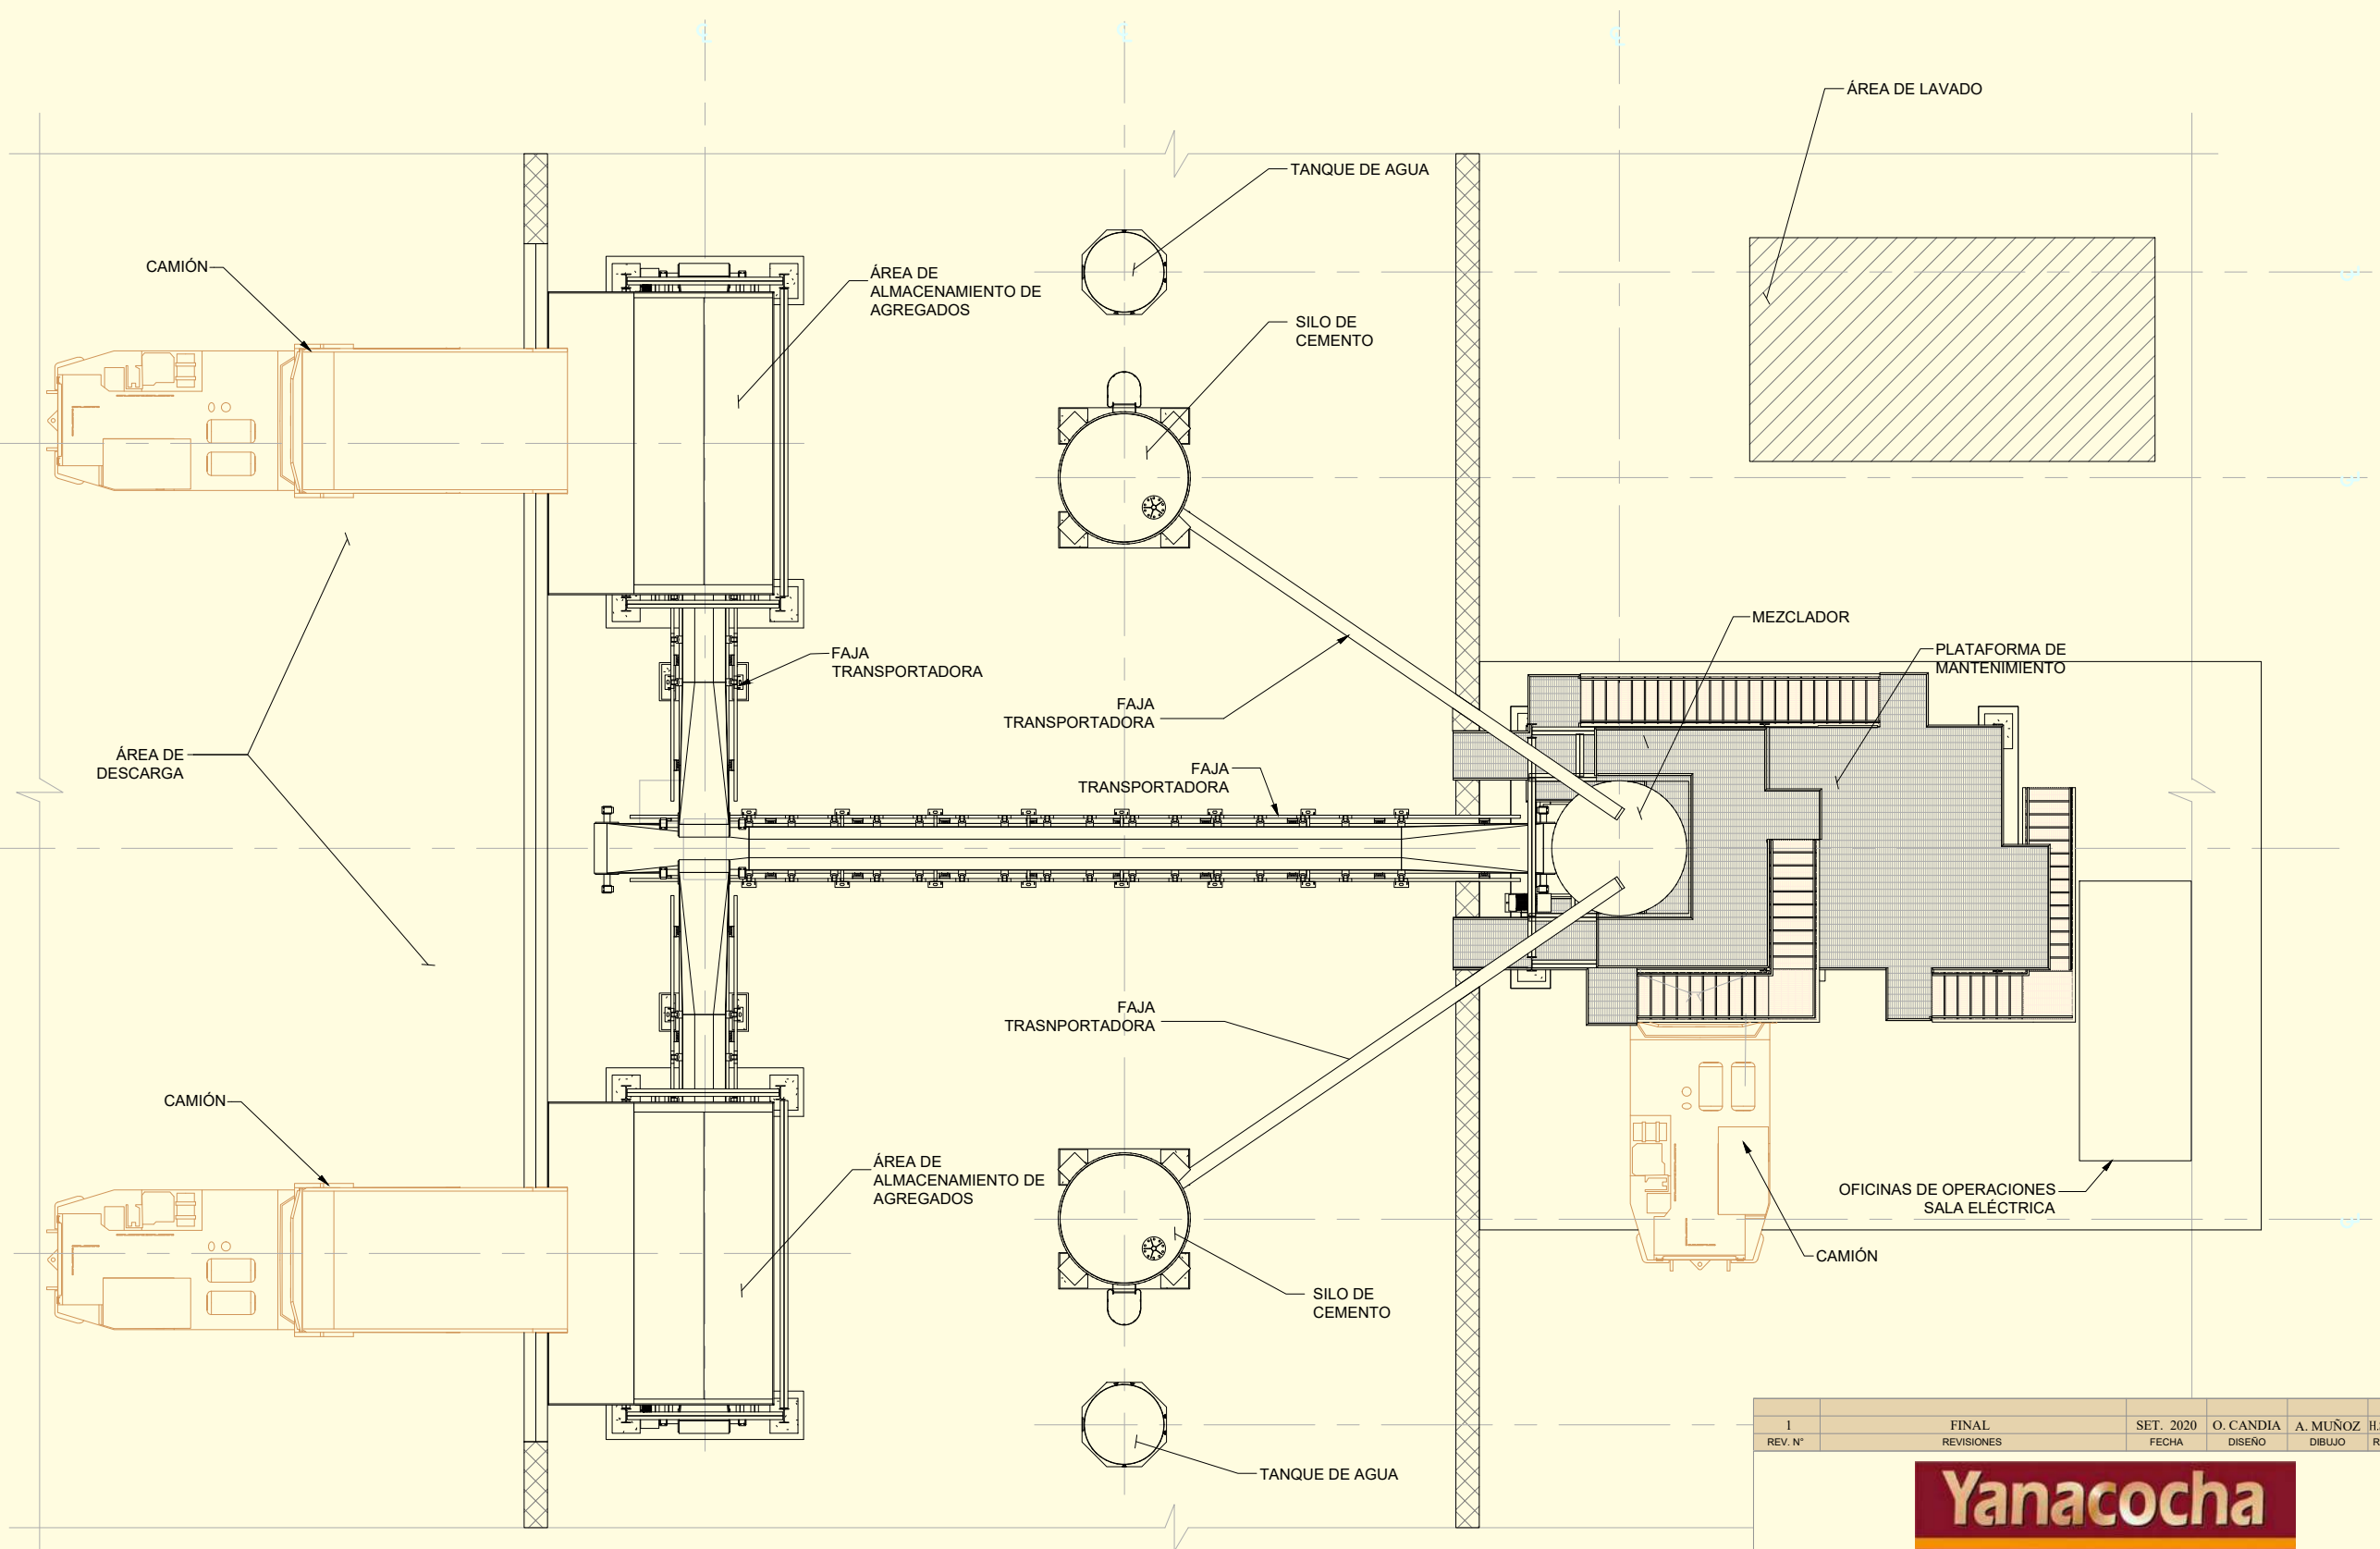 ÁREA DE LAVADO
TANQUE DE AGUA
CAMIÓN
ÁREA DE
ALMACENAMIENTO DE
AGREGADOS
SILO DE
CEMENTO
MEZCLADOR
PLATAFORMA DE
MANTENIMIENTO
FAJA
TRANSPORTADORA
FAJA
TRANSPORTADORA
ÁREA DE
DESCARGA
FAJA
TRANSPORTADORA
FAJA
TRASNPORTADORA
CAMIÓN
ÁREA DE
ALMACENAMIENTO DE
AGREGADOS
OFICINAS DE OPERACIONES
SALA ELÉCTRICA
CAMIÓN
SILO DE
CEMENTO
TANQUE DE AGUA
1 FINAL SET. 2020 O. CANDIA A. MUÑOZ
REV. N° REVISIONES FECHA DISEÑO DIBUJO
Yanacocha